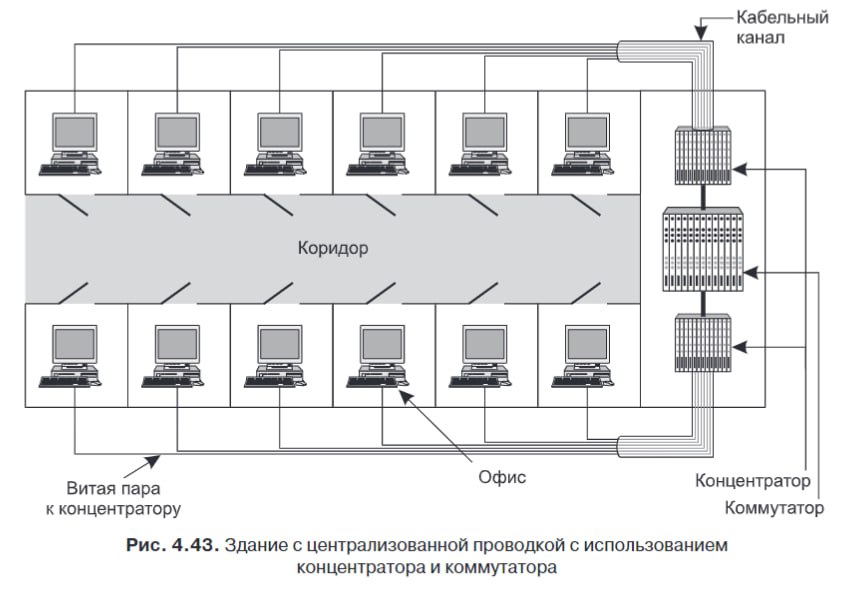 Кабельный
канал
Коридор
Офис
Витая пара
к концентратору
Концентратор
Коммутатор
Рис. 4.43. Здание с централизованной проводкой с использованием
концентратора и коммутатора